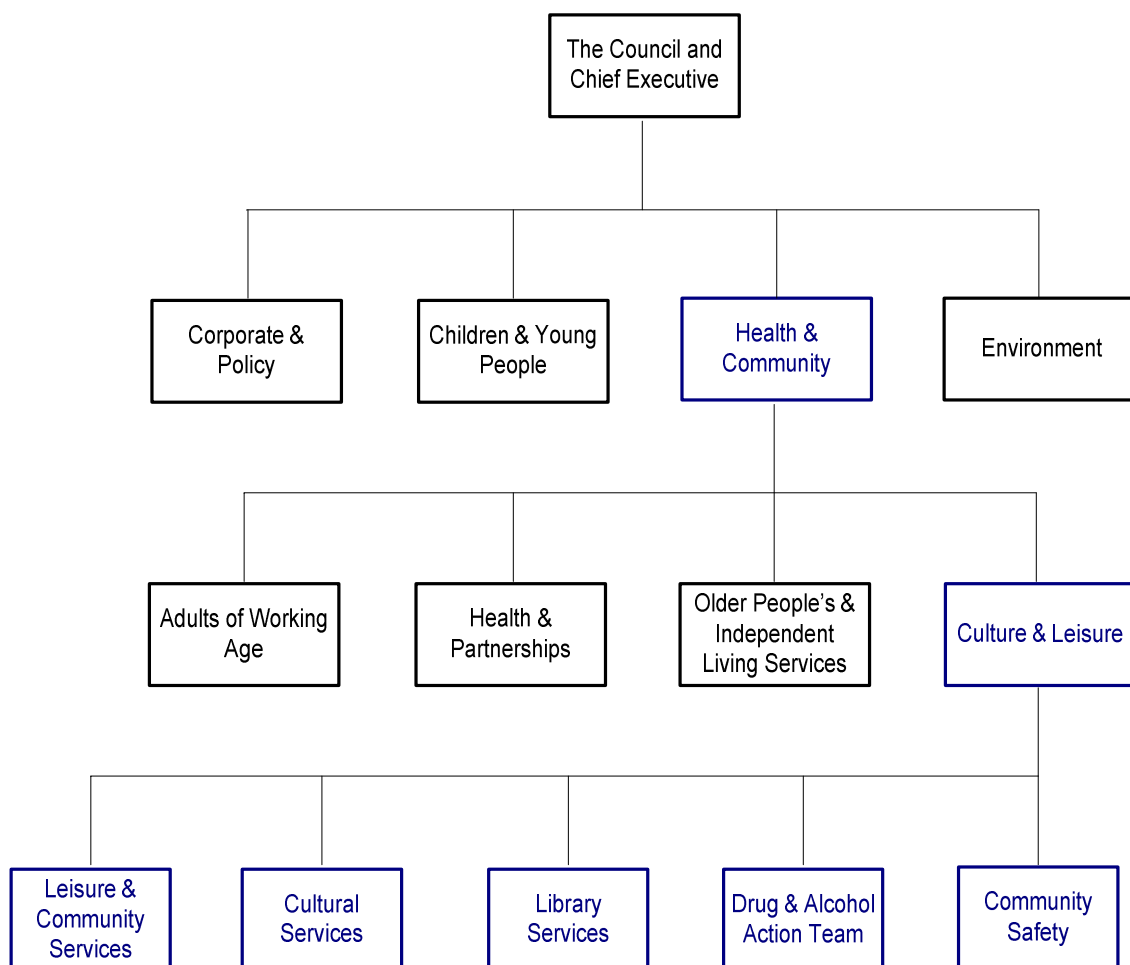 The Council and
Chief Executive
Corporate &
Policy
Children & Young
People
Health &
Community
Environment
Adults of Working
Age
Health &
Partnerships
Older People’s &
Independent
Living Services
Culture & Leisure
Leisure &
Community
Services
Cultural
Services
Library
Services
Drug & Alcohol
Action Team
Community
Safety